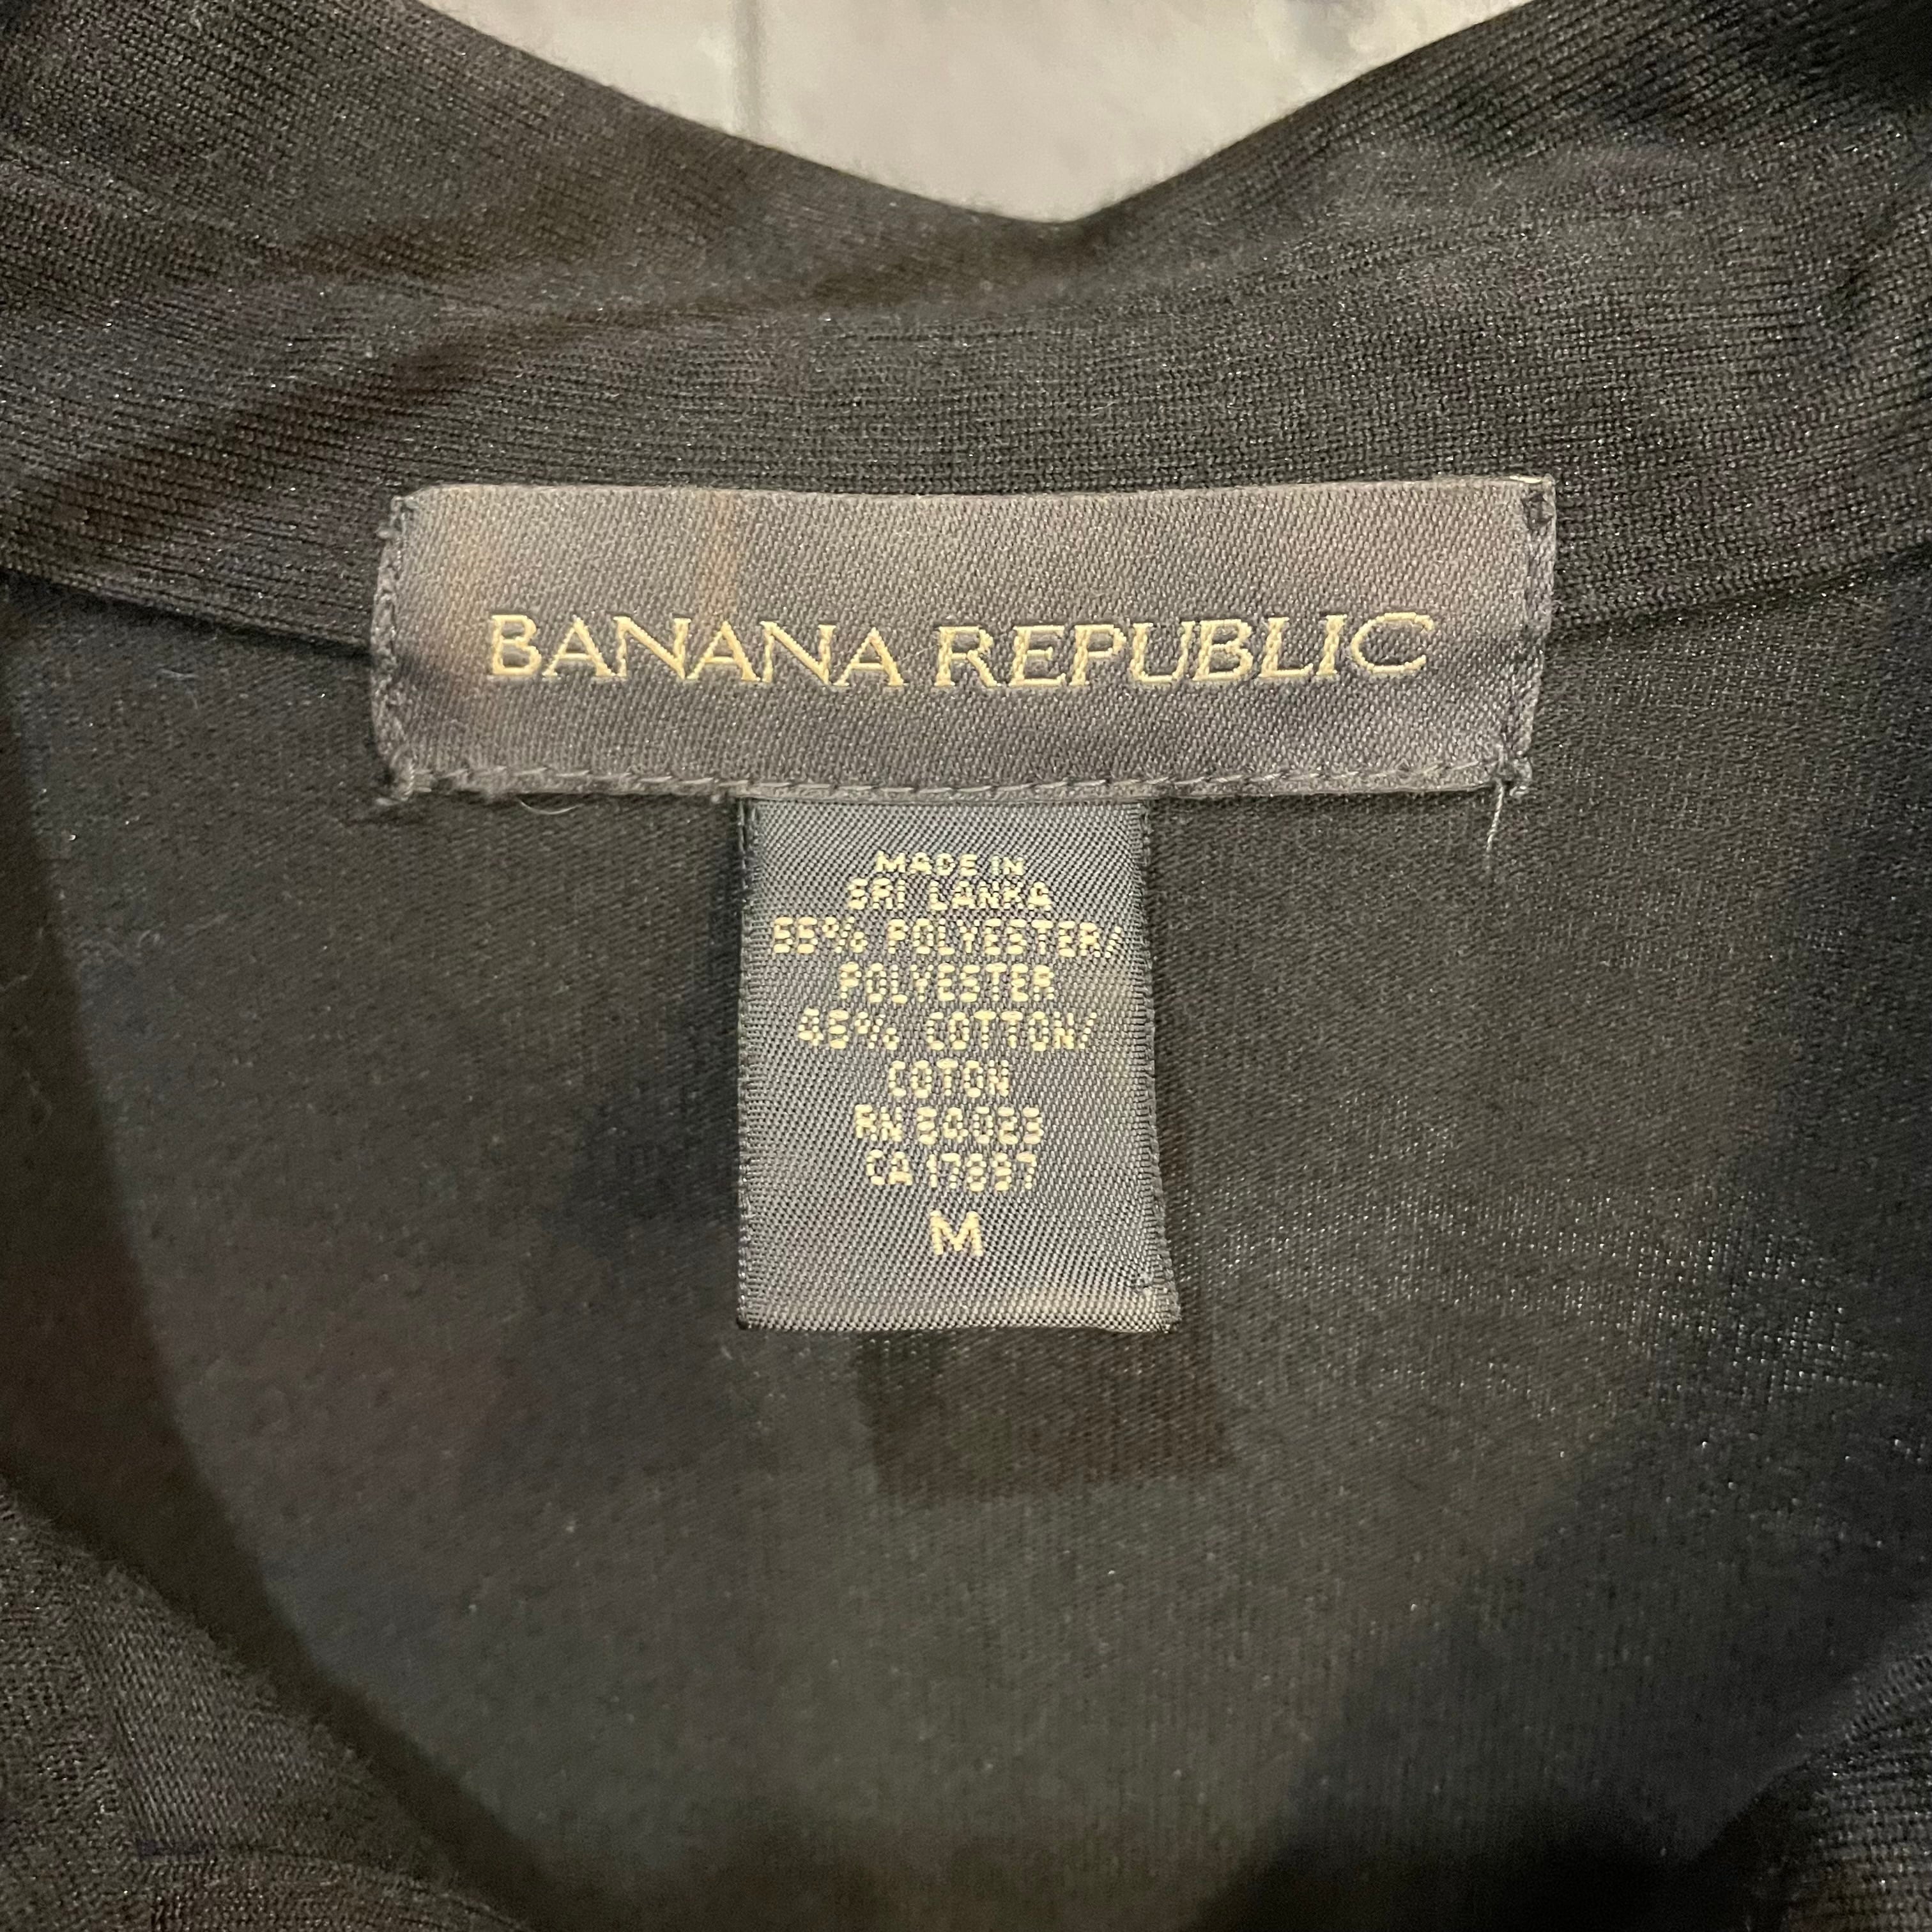 BANANA REPUBLIC
MADE IN
SRI LANKA
55% POLYESTER/
POLYESTER
45% COTTON/
COTON
RN 54023
CA 17897
M